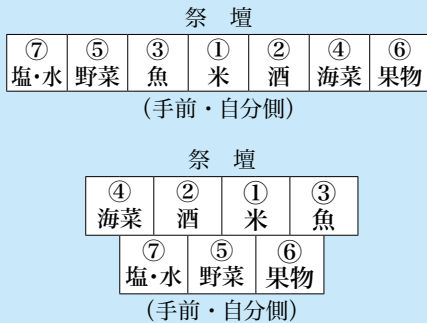 祭 壇
⑦ ⑤ ③ ① ② ④ ⑥
塩・水 野菜 魚 米 酒 海菜 果物
(手前・自分側)
祭 壇
④ ② ① ③
海菜 酒 米 魚
⑦ ⑤ ⑥
塩・水 野菜 果物
(手前・自分側)